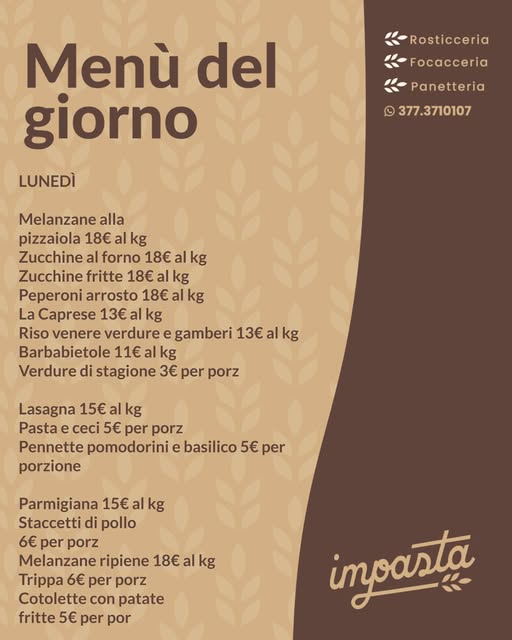 Menù del
giorno
Rosticceria
Focacceria
Panetteria
377.3710107
LUNEDÌ
Melanzane alla
pizzaiola 18€ al kg
Zucchine al forno 18€ al kg
Zucchine fritte 18€ al kg
Peperoni arrosto 18€ al kg
La Caprese 13€ al kg
Riso venere verdure e gamberi 13€ al kg
Barbabietole 11€ al kg
Verdure di stagione 3€ per porz
Lasagna 15€ al kg
Pasta e ceci 5€ per porz
Pennette pomodorini e basilico 5€ per
porzione
Parmigiana 15€ al kg
Staccetti di pollo
6€ per porz
Melanzane ripiene 18€ al kg
Trippa 6€ per porz
Cotolette con patate
fritte 5€ per por
impasta